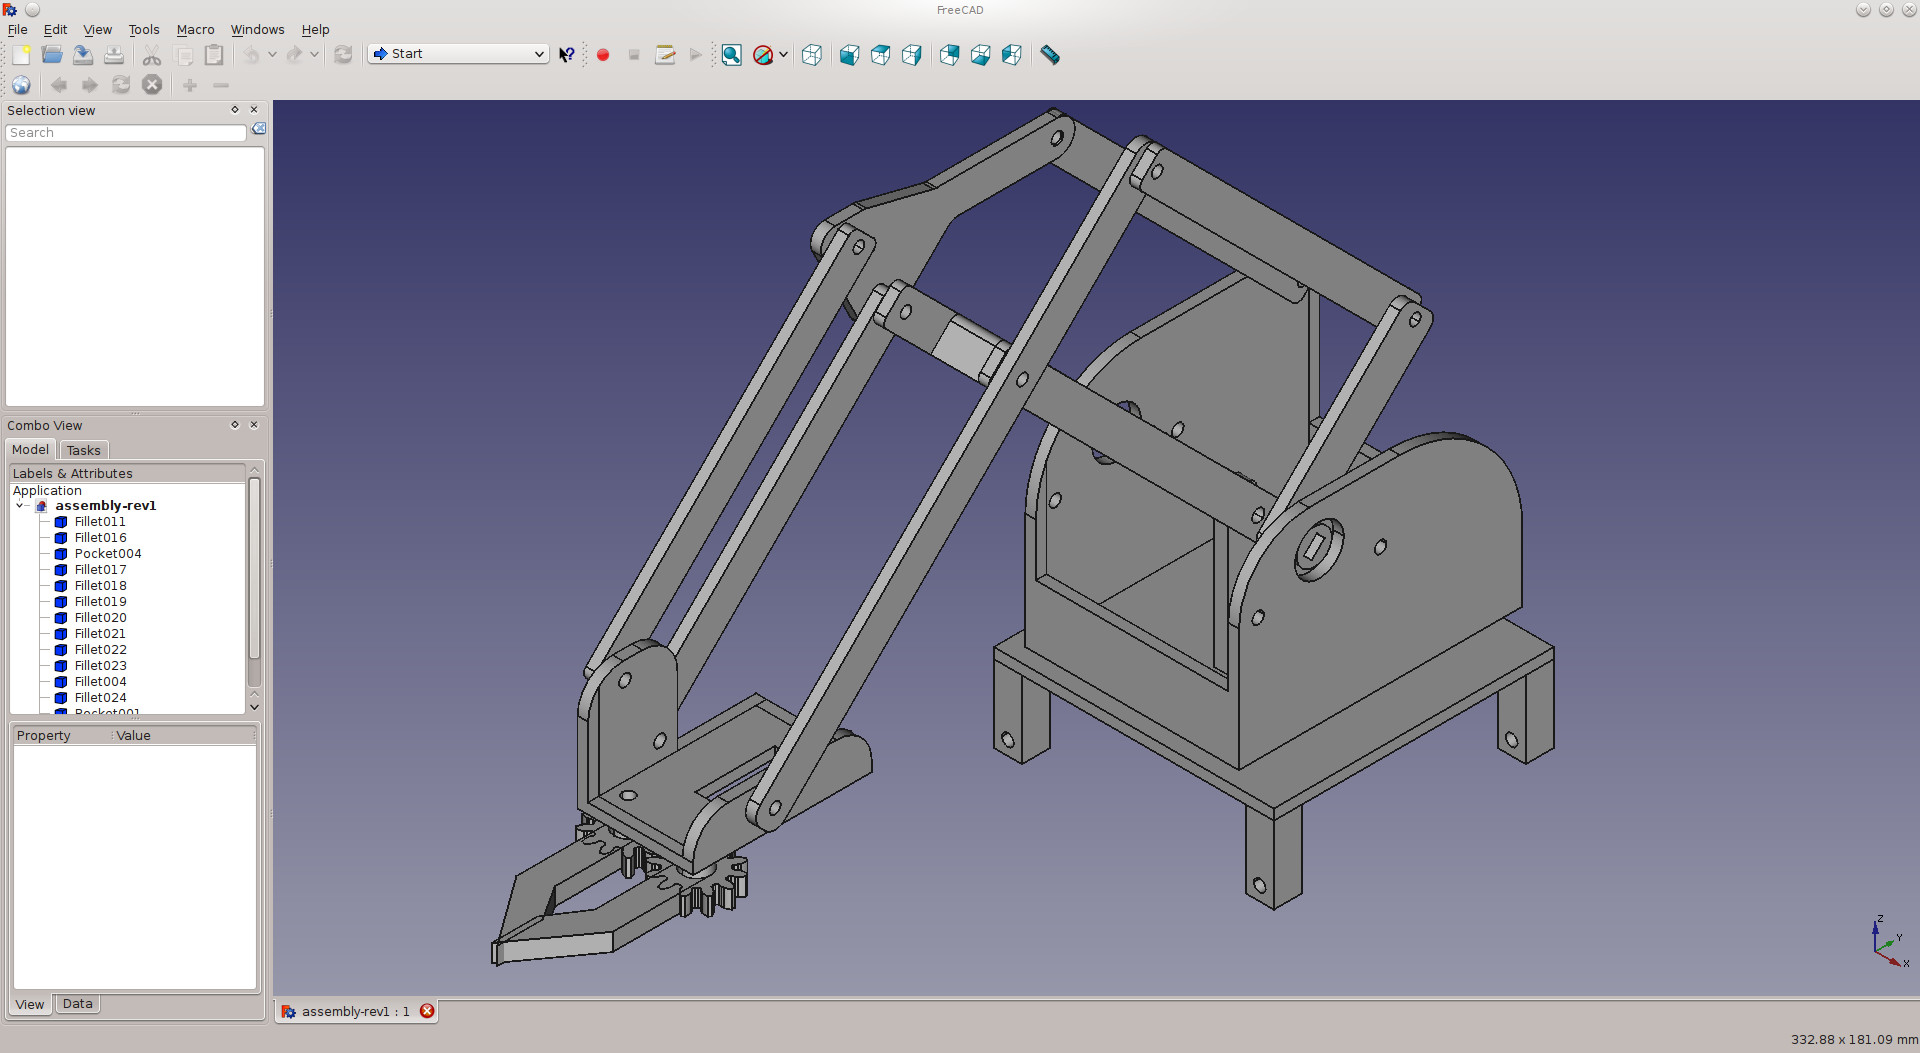 FreeCAD
File Edit View Tools Macro Windows Help
Start
Selection view
Search
Combo View
Model Tasks
Labels & Attributes
Application
assembly-rev1
Fillet011
Fillet016
Pocket004
Fillet017
Fillet018
Fillet019
Fillet020
Fillet021
Fillet022
Fillet023
Fillet004
Fillet024
Pocket001
Property Value
View Data
assembly-rev1 : 1
Z
Y
X
332.88 x 181.09 mm